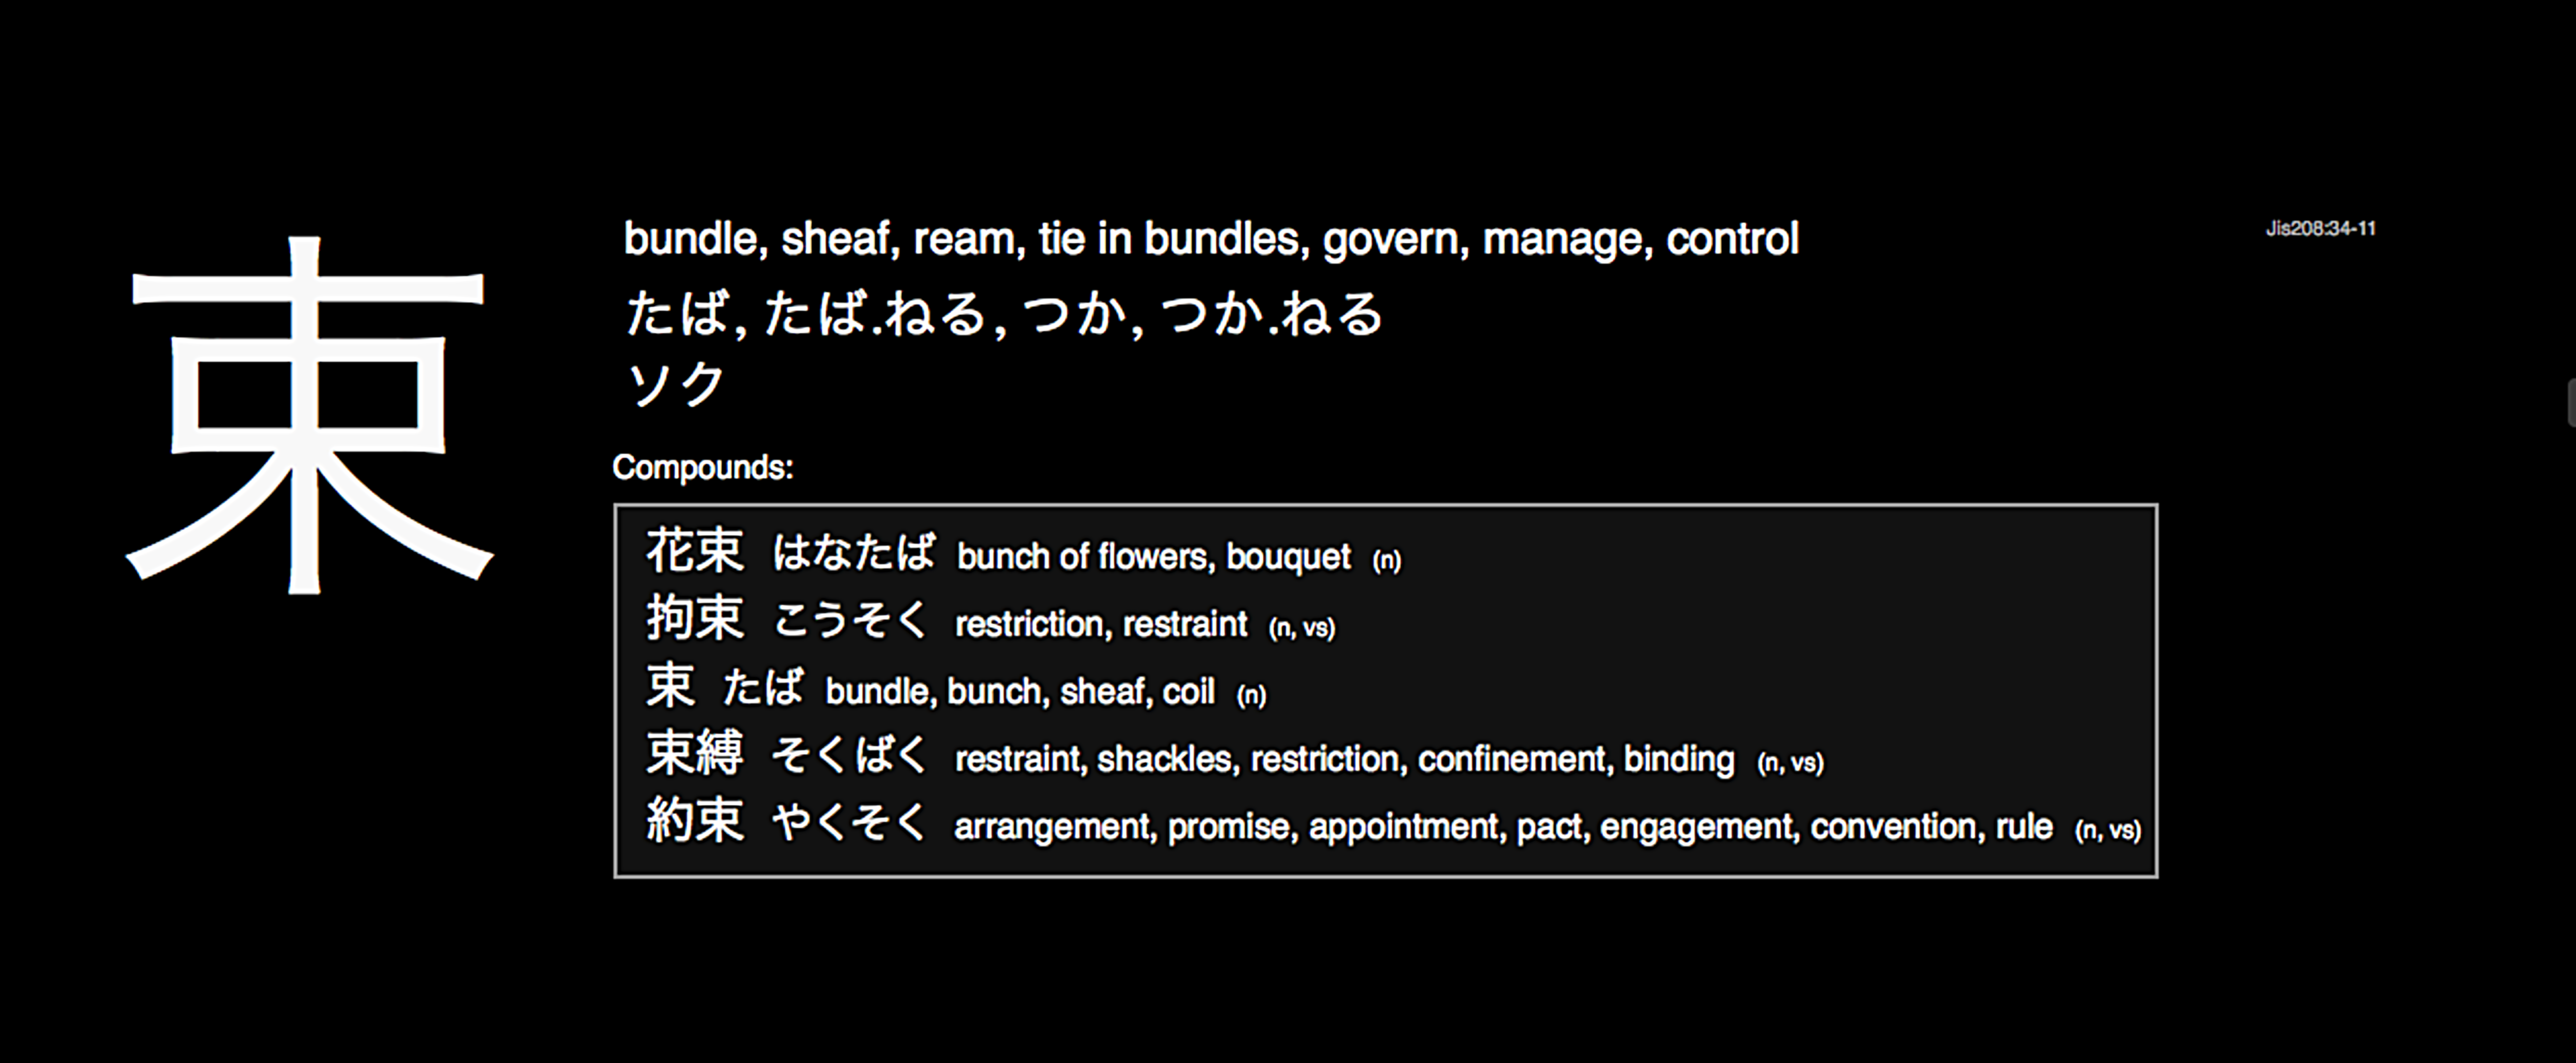 束
bundle, sheaf, ream, tie in bundles, govern, manage, control
Jis208:34-11
たば, たば.ねる, つか, つか.ねる
ソク
Compounds:
花束 はなたば bunch of flowers, bouquet (n)
拘束 こうそく restriction, restraint (n, vs)
束 たば bundle, bunch, sheaf, coil (n)
束縛 そくばく restraint, shackles, restriction, confinement, binding (n, vs)
約束 やくそく arrangement, promise, appointment, pact, engagement, convention, rule (n, vs)